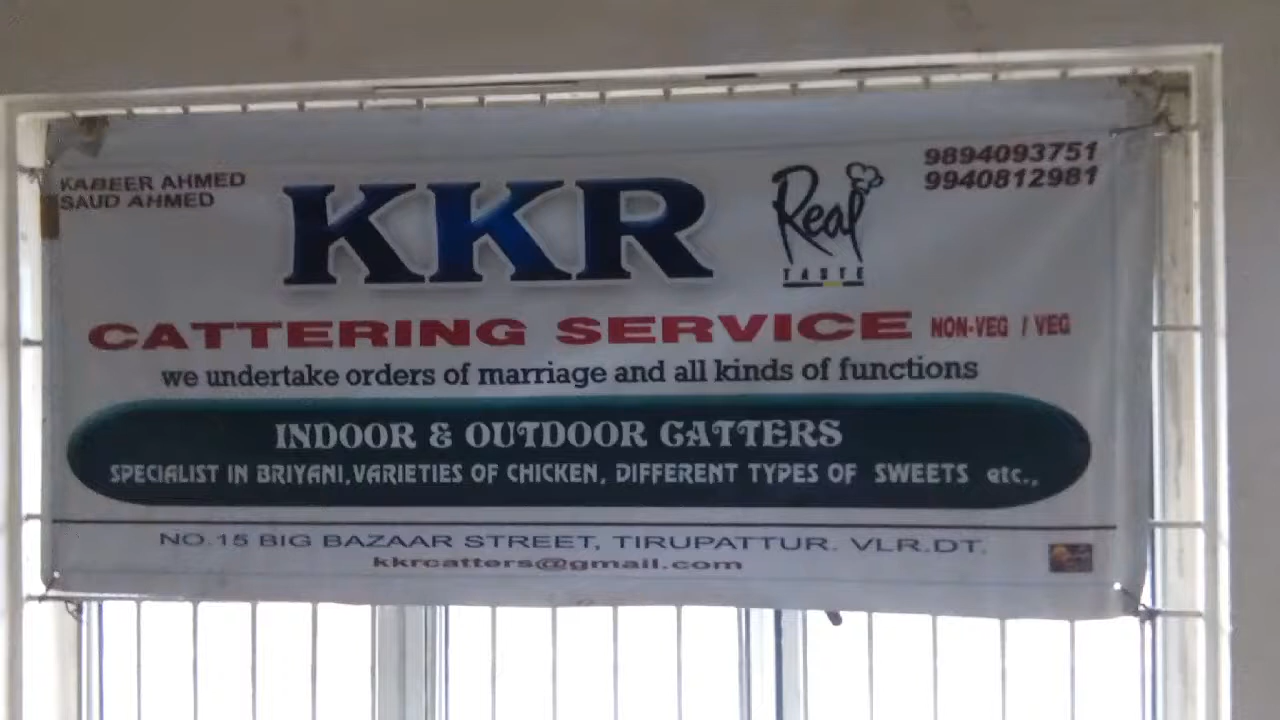 KABEER AHMED
SAUD AHMED
KKR
Real
TASTE
9894093751
9940812981
CATTERING SERVICE NON-VEG / VEG
we undertake orders of marriage and all kinds of functions
INDOOR & OUTDOOR CATTERS
SPECIALIST IN BRIYANI, VARIETIES OF CHICKEN, DIFFERENT TYPES OF SWEETS etc.,
NO.15 BIG BAZAAR STREET, TIRUPATTUR. VLR.DT.
kkrcatters@gmail.com